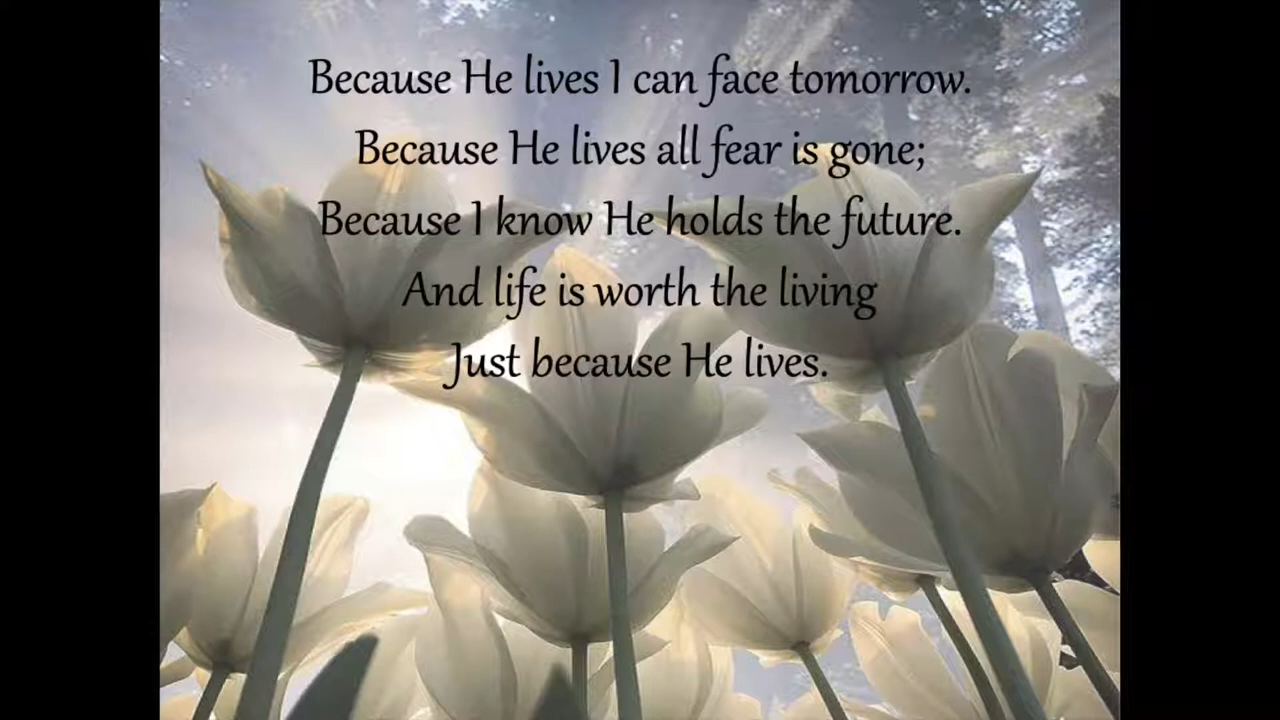 Because He lives I can face tomorrow.
Because He lives all fear is gone;
Because I know He holds the future.
And life is worth the living
Just because He lives.